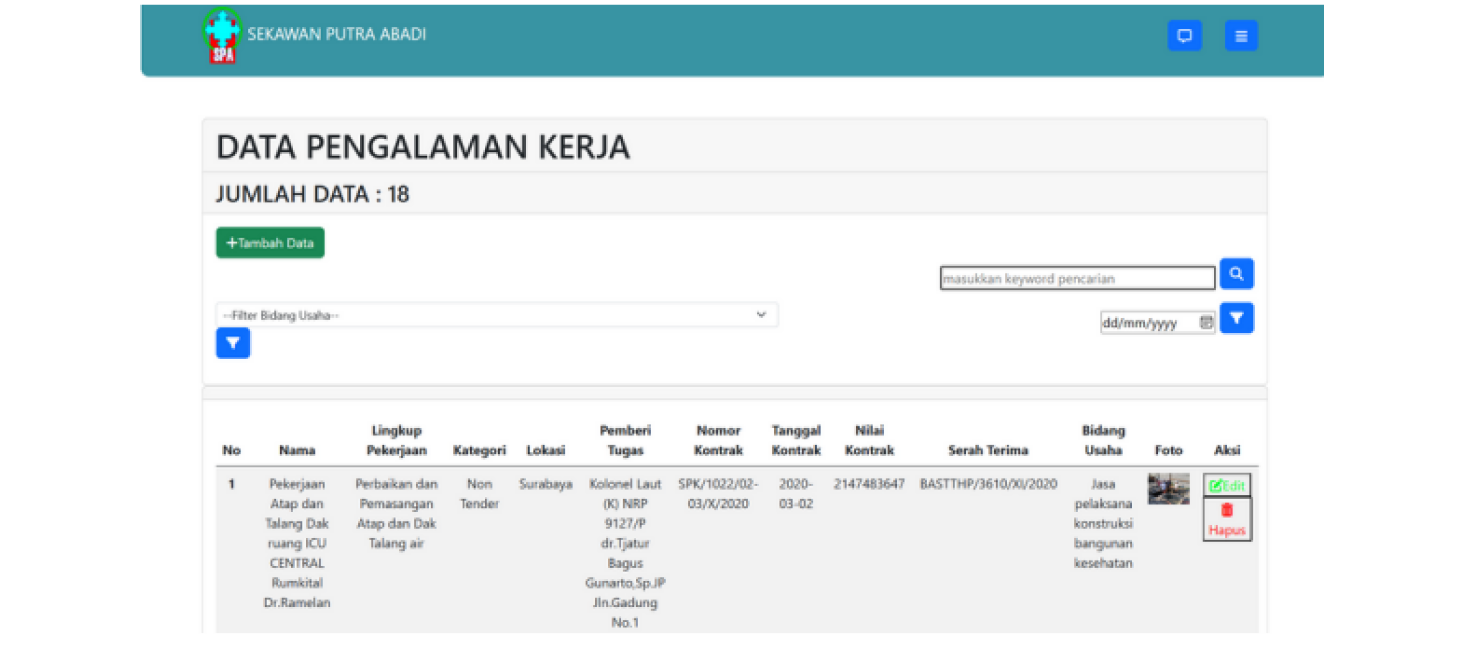 SEKAWAN PUTRA ABADI
SPA
DATA PENGALAMAN KERJA
JUMLAH DATA : 18
+Tambah Data
masukkan keyword pencarian
--Filter Bidang Usaha--
dd/mm/yyyy
No Nama Lingkup Pekerjaan Kategori Lokasi Pemberi Tugas Nomor Kontrak Tanggal Kontrak Nilai Kontrak Serah Terima Bidang Usaha Foto Aksi
1
Pekerjaan
Atap dan
Talang Dak
ruang ICU
CENTRAL
Rumkital
Dr.Ramelan
Perbaikan dan
Pemasangan
Atap dan Dak
Talang air
Non
Tender
Surabaya
Kolonel Laut
(K) NRP
9127/P
dr.Tjatur
Bagus
Gunarto,Sp.JP
Jln.Gadung
No.1
SPK/1022/02-
03/X/2020
2020-
03-02
2147483647
BASTTHP/3610/XI/2020
Jasa
pelaksana
konstruksi
bangunan
kesehatan
Edit
Hapus